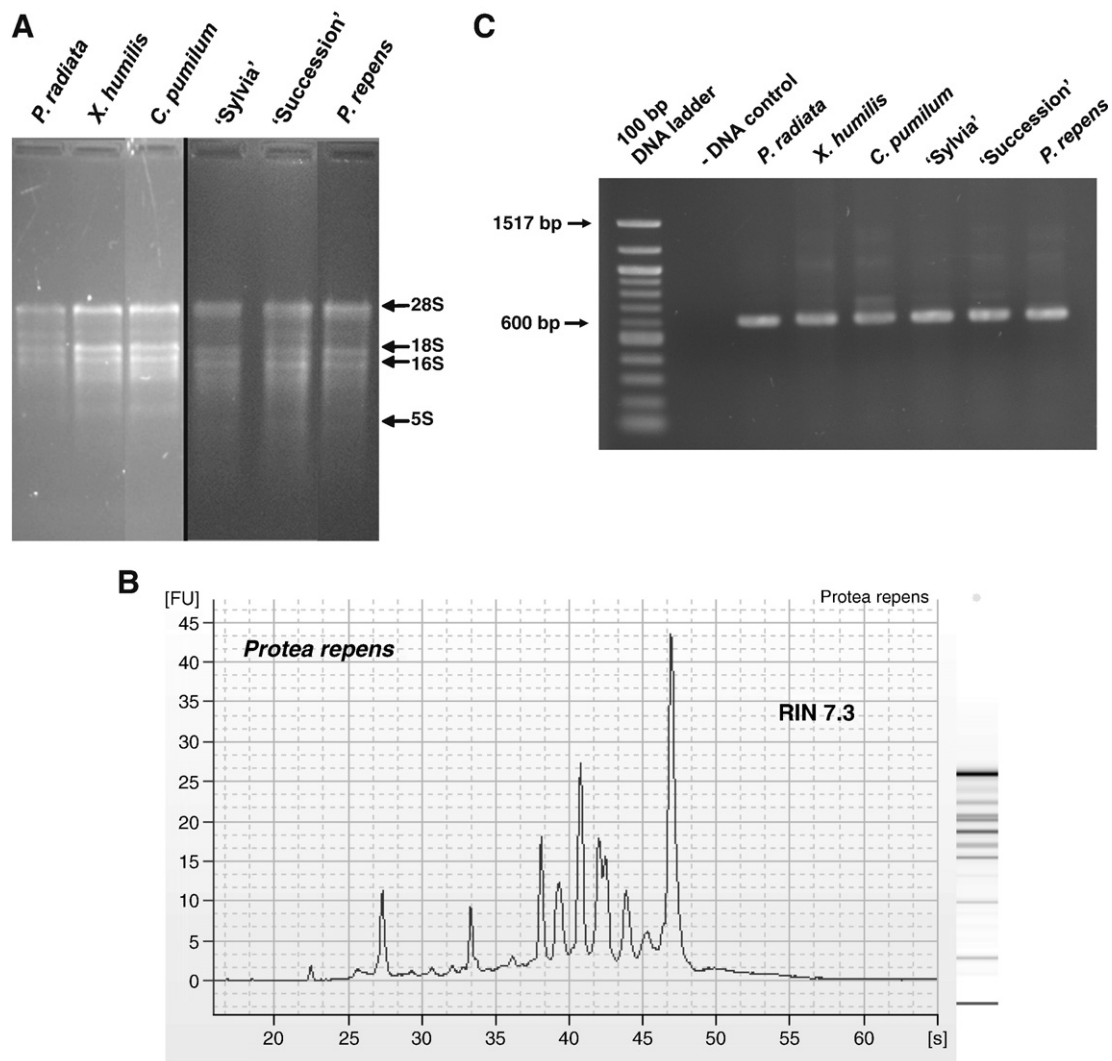 A
P. radiata
X. humilis
C. pumilum
‘Sylvia’
‘Succession’
P. repens
28S
18S
16S
5S
C
100 bp
DNA ladder
- DNA control
P. radiata
X. humilis
C. pumilum
‘Sylvia’
‘Succession’
P. repens
1517 bp
600 bp
B
[FU]
Protea repens
Protea repens
RIN 7.3
45
40
35
30
25
20
15
10
5
0
20 25 30 35 40 45 50 55 60 [s]